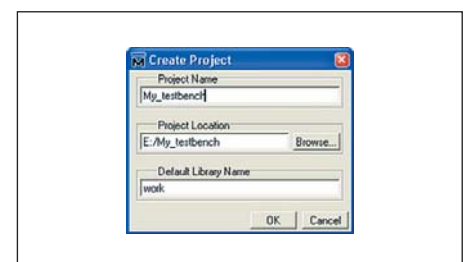 Create Project
Project Name
My_testbench
Project Location
E:/My_testbench
Browse...
Default Library Name
work
OK
Cancel